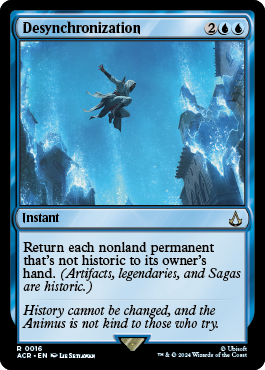 Desynchronization 2
Instant
Return each nonland permanent
that's not historic to its owner's
hand. (Artifacts, legendaries, and Sagas
are historic.)
History cannot be changed, and the
Animus is not kind to those who try.
R 0016
ACR • EN Lie Setiawan
© Ubisoft
™ & © 2024 Wizards of the Coast